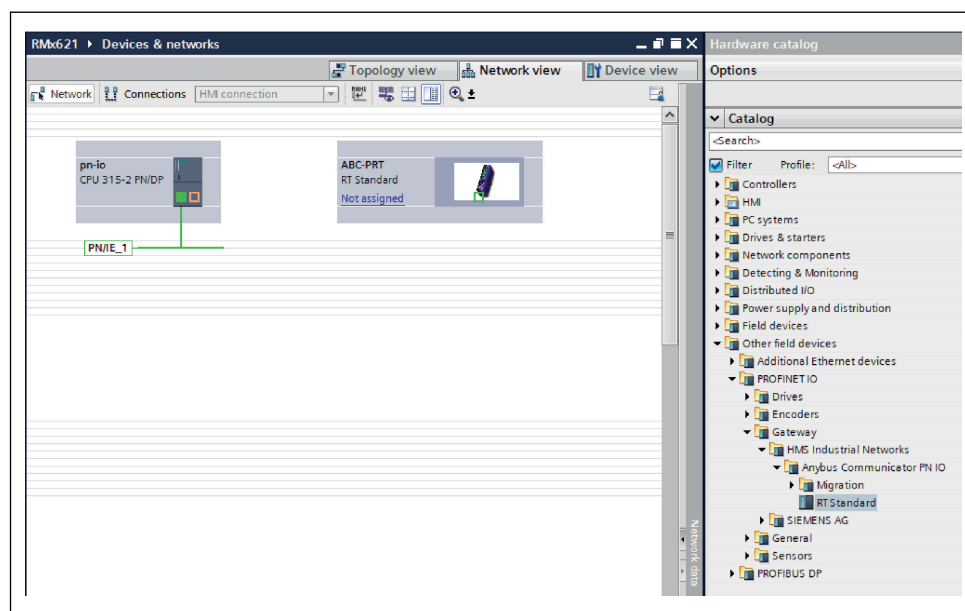 RMx621 ▸ Devices & networks
Hardware catalog
Topology view
Network view
Device view
Options
Network
Connections
HMI connection
Catalog
<Search>
Filter
Profile:
<All>
pn-io
CPU 315-2 PN/DP
ABC-PRT
RT Standard
Not assigned
PN/IE_1
Controllers
HMI
PC systems
Drives & starters
Network components
Detecting & Monitoring
Distributed I/O
Power supply and distribution
Field devices
Other field devices
Additional Ethernet devices
PROFINET IO
Drives
Encoders
Gateway
HMS Industrial Networks
Anybus Communicator PN IO
Migration
RT Standard
SIEMENS AG
General
Sensors
PROFIBUS DP
Network data